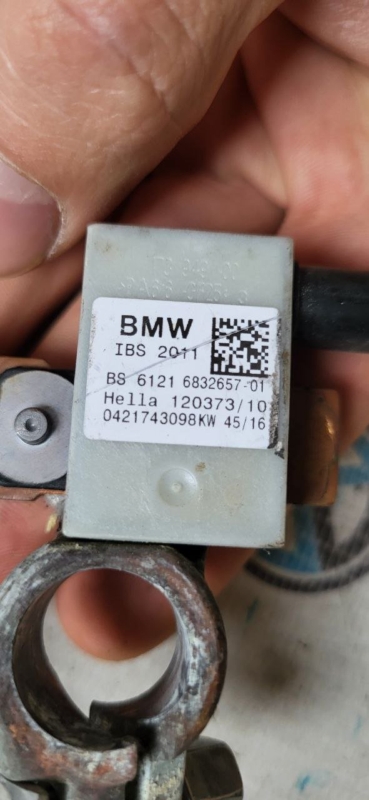 BMW
IBS 2011
BS 6121 6832657-01
Hella 120373/10
0421743098KW 45/16